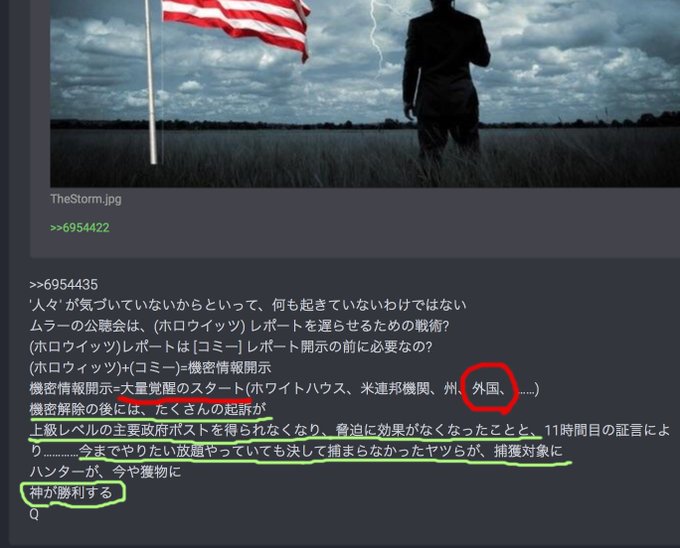 TheStorm.jpg
>>6954422
>>6954435
'人々' が気づいていないからといって、何も起きていないわけではない
ムラーの公聴会は、(ホロウイッツ) レポートを遅らせるための戦術?
(ホロウィッツ)レポートは [コミー] レポート開示の前に必要なの?
(ホロウィッツ)+(コミー)=機密情報開示
機密情報開示=大量覚醒のスタート(ホワイトハウス、米連邦機関、州、外国、……)
機密解除の後には、たくさんの起訴が
上級レベルの主要政府ポストを得られなくなり、脅迫に効果がなくなったことと、11時間目の証言によ
り…………今までやりたい放題やっていても決して捕まらなかったヤツらが、捕獲対象に
ハンターが、今や獲物に
神が勝利する
Q